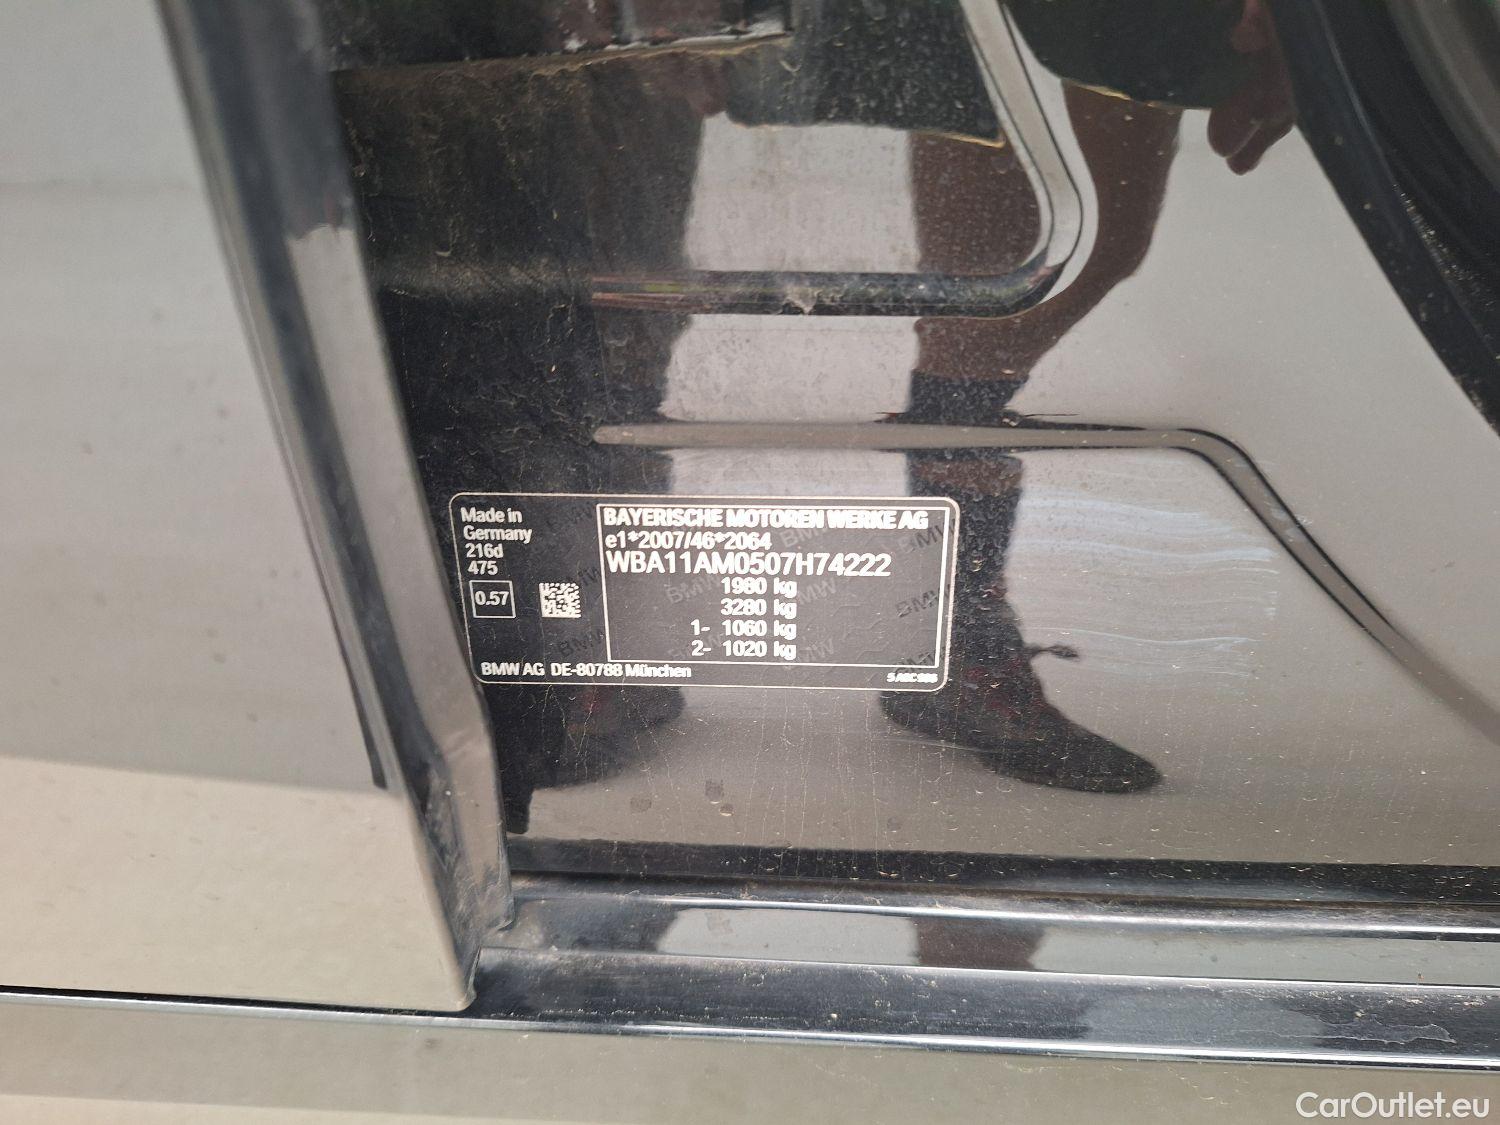 Made in
Germany
216d
475
0.57
BAYERISCHE MOTOREN WERKE AG
e1*2007/46*2064
WBA11AM0507H74222
1980 kg
3280 kg
1- 1060 kg
2- 1020 kg
BMW AG DE-80788 München
CarOutlet.eu